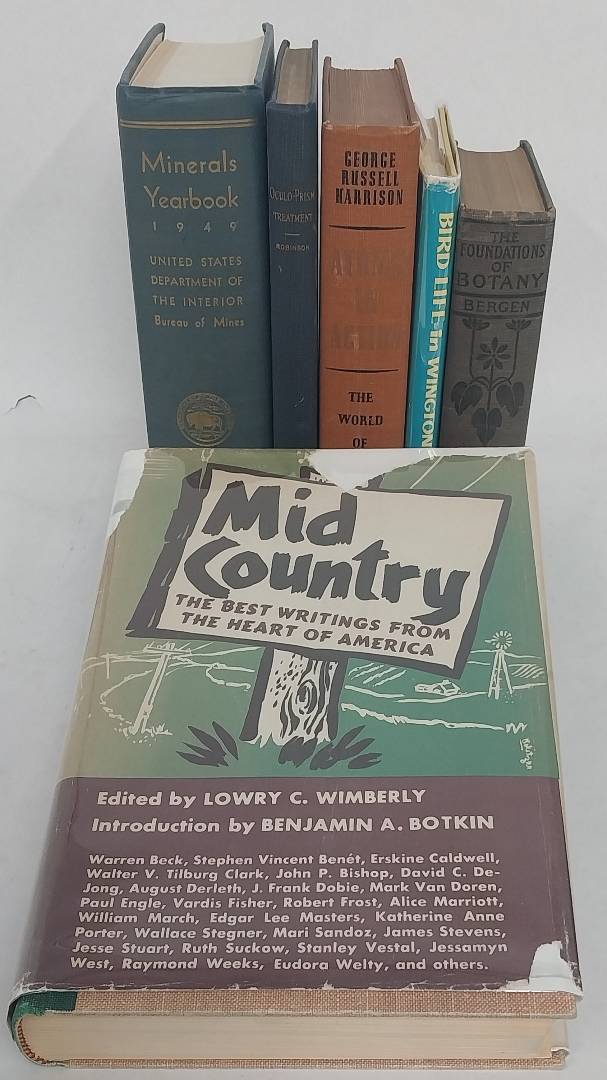 Minerals
Yearbook
1949
UNITED STATES
DEPARTMENT OF
THE INTERIOR
Bureau of Mines
OCULO-PRISM
TREATMENT
ROBINSON
GEORGE
RUSSELL
HARRISON
ATOMS
IN
ACTION
THE
WORLD
OF
BIRD LIFE in WINGTON
THE
FOUNDATIONS
OF
BOTANY
BERGEN
Mid
Country
THE BEST WRITINGS FROM
THE HEART OF AMERICA
Edited by LOWRY C. WIMBERLY
Introduction by BENJAMIN A. BOTKIN
Warren Beck, Stephen Vincent Benét, Erskine Caldwell,
Walter V. Tilburg Clark, John P. Bishop, David C. De-
Jong, August Derleth, J. Frank Dobie, Mark Van Doren,
Paul Engle, Vardis Fisher, Robert Frost, Alice Marriott,
William March, Edgar Lee Masters, Katherine Anne
Porter, Wallace Stegner, Mari Sandoz, James Stevens,
Jesse Stuart, Ruth Suckow, Stanley Vestal, Jessamyn
West, Raymond Weeks, Eudora Welty, and others.